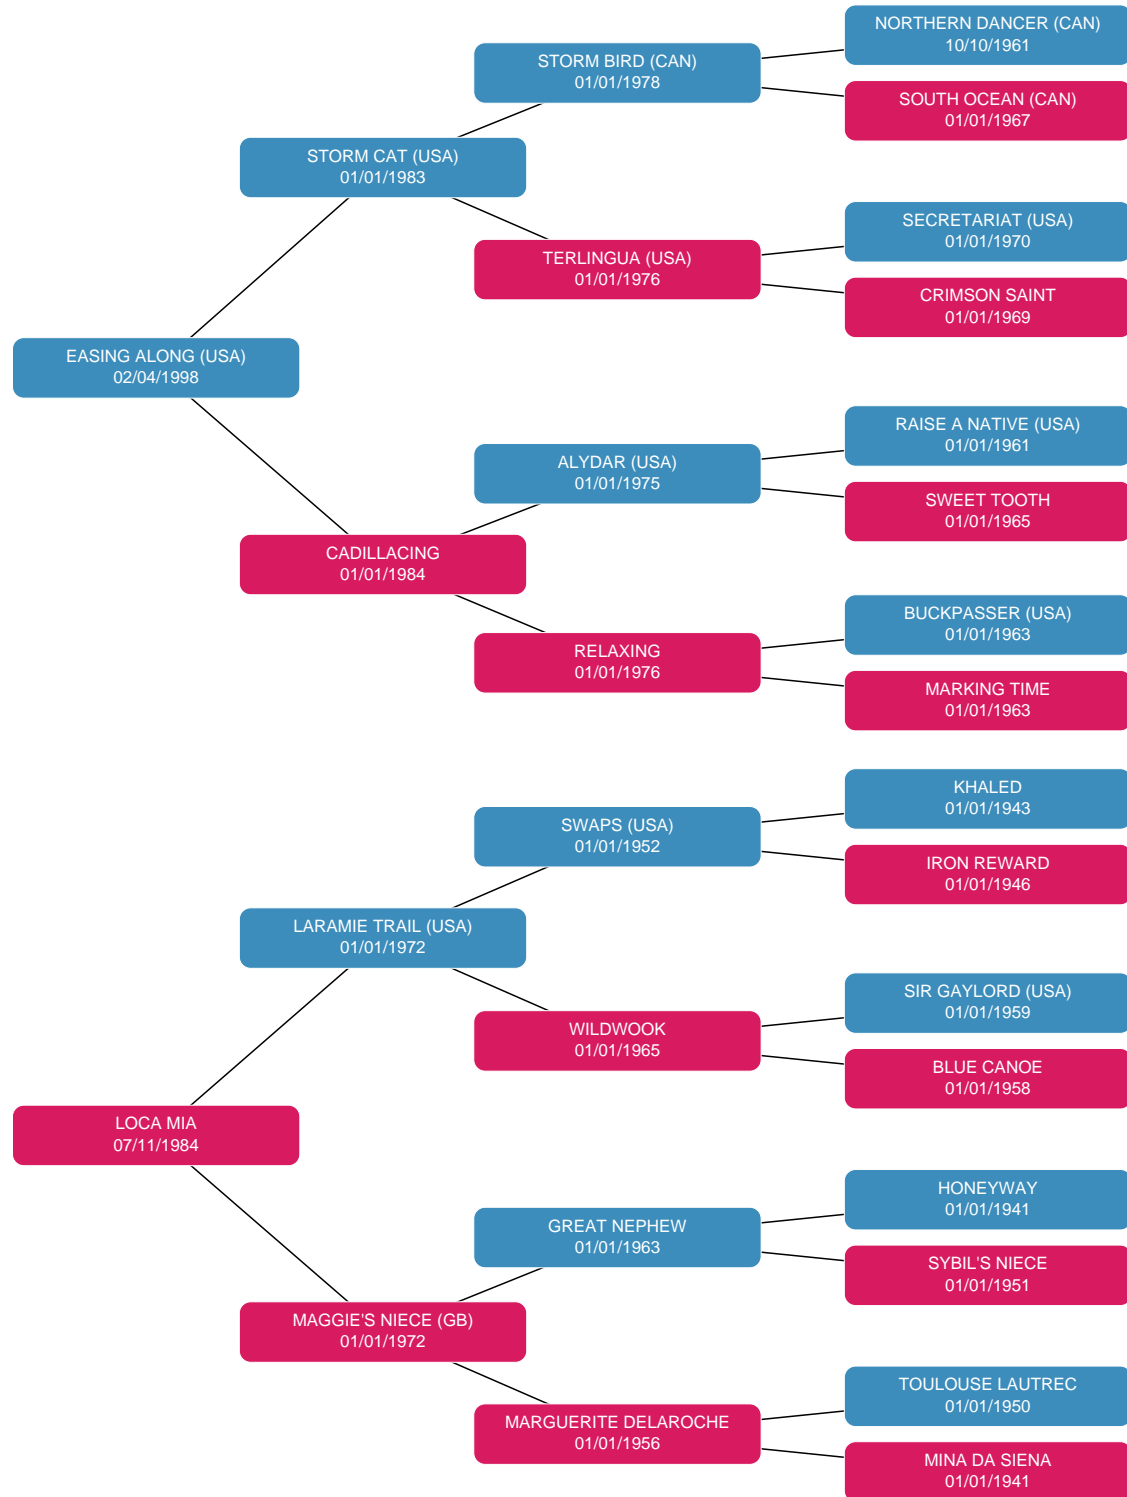 NORTHERN DANCER (CAN)
10/10/1961
STORM BIRD (CAN)
01/01/1978
SOUTH OCEAN (CAN)
01/01/1967
STORM CAT (USA)
01/01/1983
SECRETARIAT (USA)
01/01/1970
TERLINGUA (USA)
01/01/1976
CRIMSON SAINT
01/01/1969
EASING ALONG (USA)
02/04/1998
RAISE A NATIVE (USA)
01/01/1961
ALYDAR (USA)
01/01/1975
SWEET TOOTH
01/01/1965
CADILLACING
01/01/1984
BUCKPASSER (USA)
01/01/1963
RELAXING
01/01/1976
MARKING TIME
01/01/1963
KHALED
01/01/1943
SWAPS (USA)
01/01/1952
IRON REWARD
01/01/1946
LARAMIE TRAIL (USA)
01/01/1972
SIR GAYLORD (USA)
01/01/1959
WILDWOOK
01/01/1965
BLUE CANOE
01/01/1958
LOCA MIA
07/11/1984
HONEYWAY
01/01/1941
GREAT NEPHEW
01/01/1963
SYBIL'S NIECE
01/01/1951
MAGGIE'S NIECE (GB)
01/01/1972
TOULOUSE LAUTREC
01/01/1950
MARGUERITE DELAROCHE
01/01/1956
MINA DA SIENA
01/01/1941